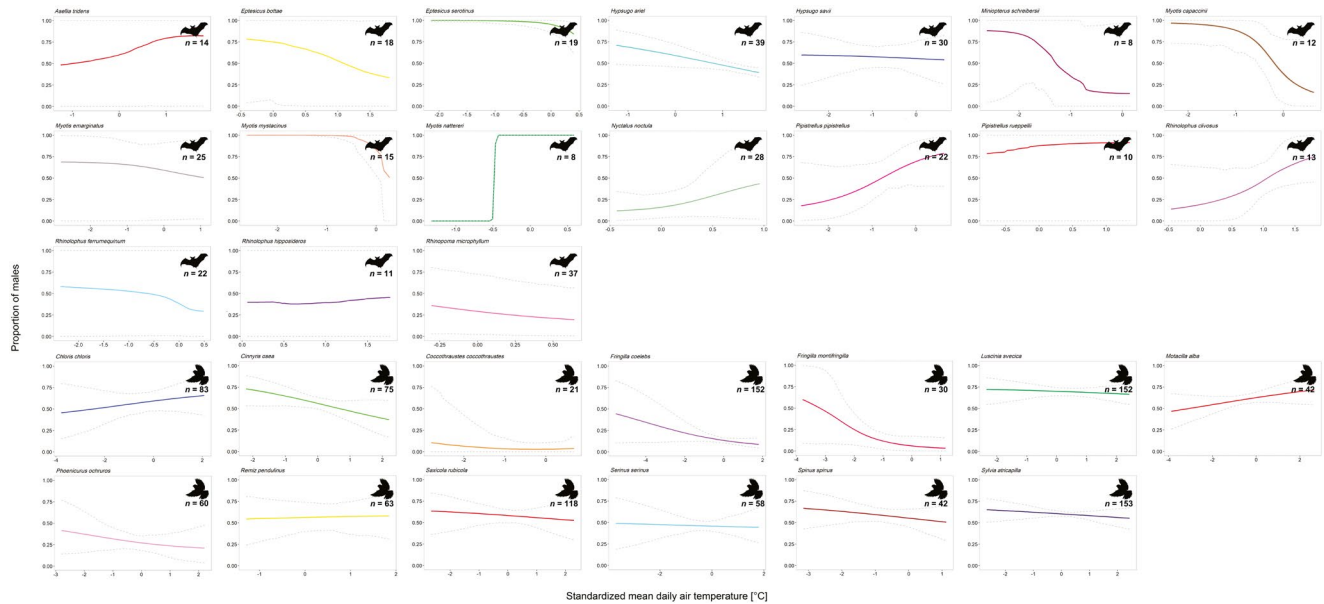 Asellia tridens
n = 14
Eptesicus bottae
n = 18
Eptesicus serotinus
n = 19
Hypsugo ariel
n = 39
Hypsugo savii
n = 30
Miniopterus schreibersii
n = 8
Myotis capaccinii
n = 12
Myotis emarginatus
n = 25
Myotis mystacinus
n = 15
Myotis nattereri
n = 8
Nyctalus noctula
n = 28
Pipistrellus pipistrellus
n = 22
Pipistrellus rueppellii
n = 10
Rhinolophus clivosus
n = 13
Rhinolophus ferrumequinum
n = 22
Rhinolophus hipposideros
n = 11
Rhinopoma microphyllum
n = 37
Proportion of males
Chloris chloris
n = 83
Cinnyris osea
n = 75
Coccothraustes coccothraustes
n = 21
Fringilla coelebs
n = 152
Fringilla montifringilla
n = 30
Luscinia svecica
n = 152
Motacilla alba
n = 42
Phoenicurus ochruros
n = 60
Remiz pendulinus
n = 63
Saxicola rubicola
n = 118
Serinus serinus
n = 58
Spinus spinus
n = 42
Sylvia atricapilla
n = 153
Standardized mean daily air temperature [°C]